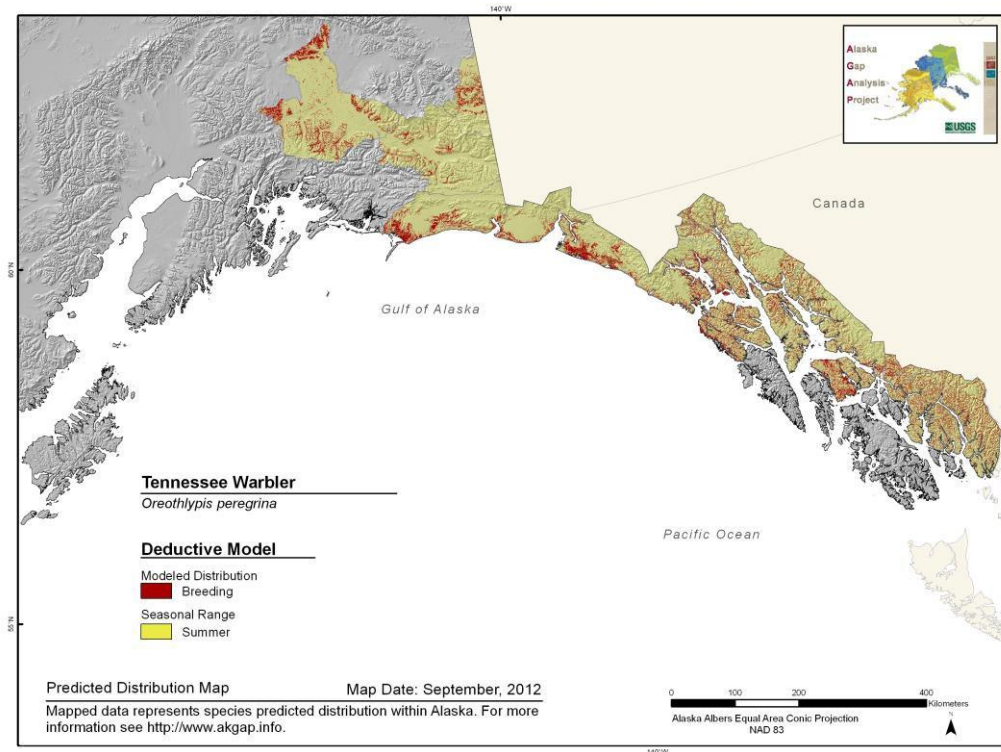 140°W
Alaska
Gap
Analysis
Project
USGS
Canada
60°N
Gulf of Alaska
Tennessee Warbler
Oreothlypis peregrina
Pacific Ocean
Deductive Model
Modeled Distribution
Breeding
Seasonal Range
Summer
55°N
Predicted Distribution Map Map Date: September, 2012
Mapped data represents species predicted distribution within Alaska. For more
information see http://www.akgap.info.
0 100 200 400
Kilometers
Alaska Albers Equal Area Conic Projection
NAD 83
N
140°W